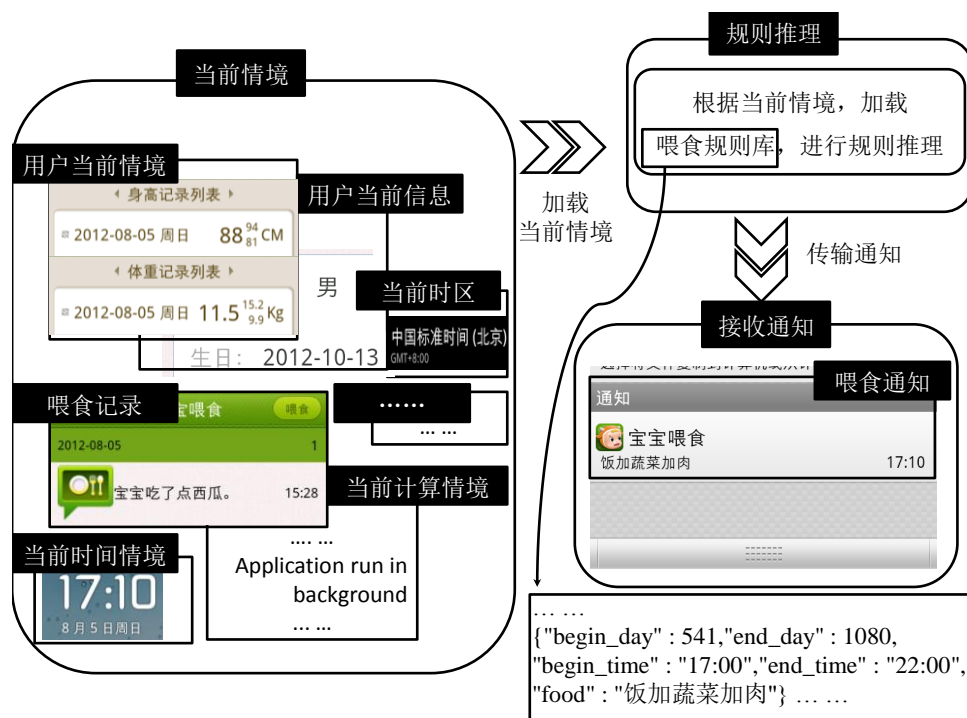 当前情境
用户当前情境
身高记录列表
2012-08-05 周日 88 94 81 CM
体重记录列表
2012-08-05 周日 11.5 15.2 9.9 Kg
用户当前信息
男
生日: 2012-10-13
当前时区
中国标准时间 (北京)
GMT+8:00
喂食记录
宝喂食
喂食
2012-08-05 1
宝宝吃了点西瓜。 15:28
……
... ...
当前计算情境
.... ...
Application run in
background
... ...
当前时间情境
17:10
8月5日周日
加载
当前情境
规则推理
根据当前情境，加载
喂食规则库，进行规则推理
传输通知
接收通知
喂食通知
通知
宝宝喂食
饭加蔬菜加肉 17:10
... ...
{"begin_day" : 541,"end_day" : 1080,
"begin_time" : "17:00","end_time" : "22:00",
"food" : "饭加蔬菜加肉"} ... ...